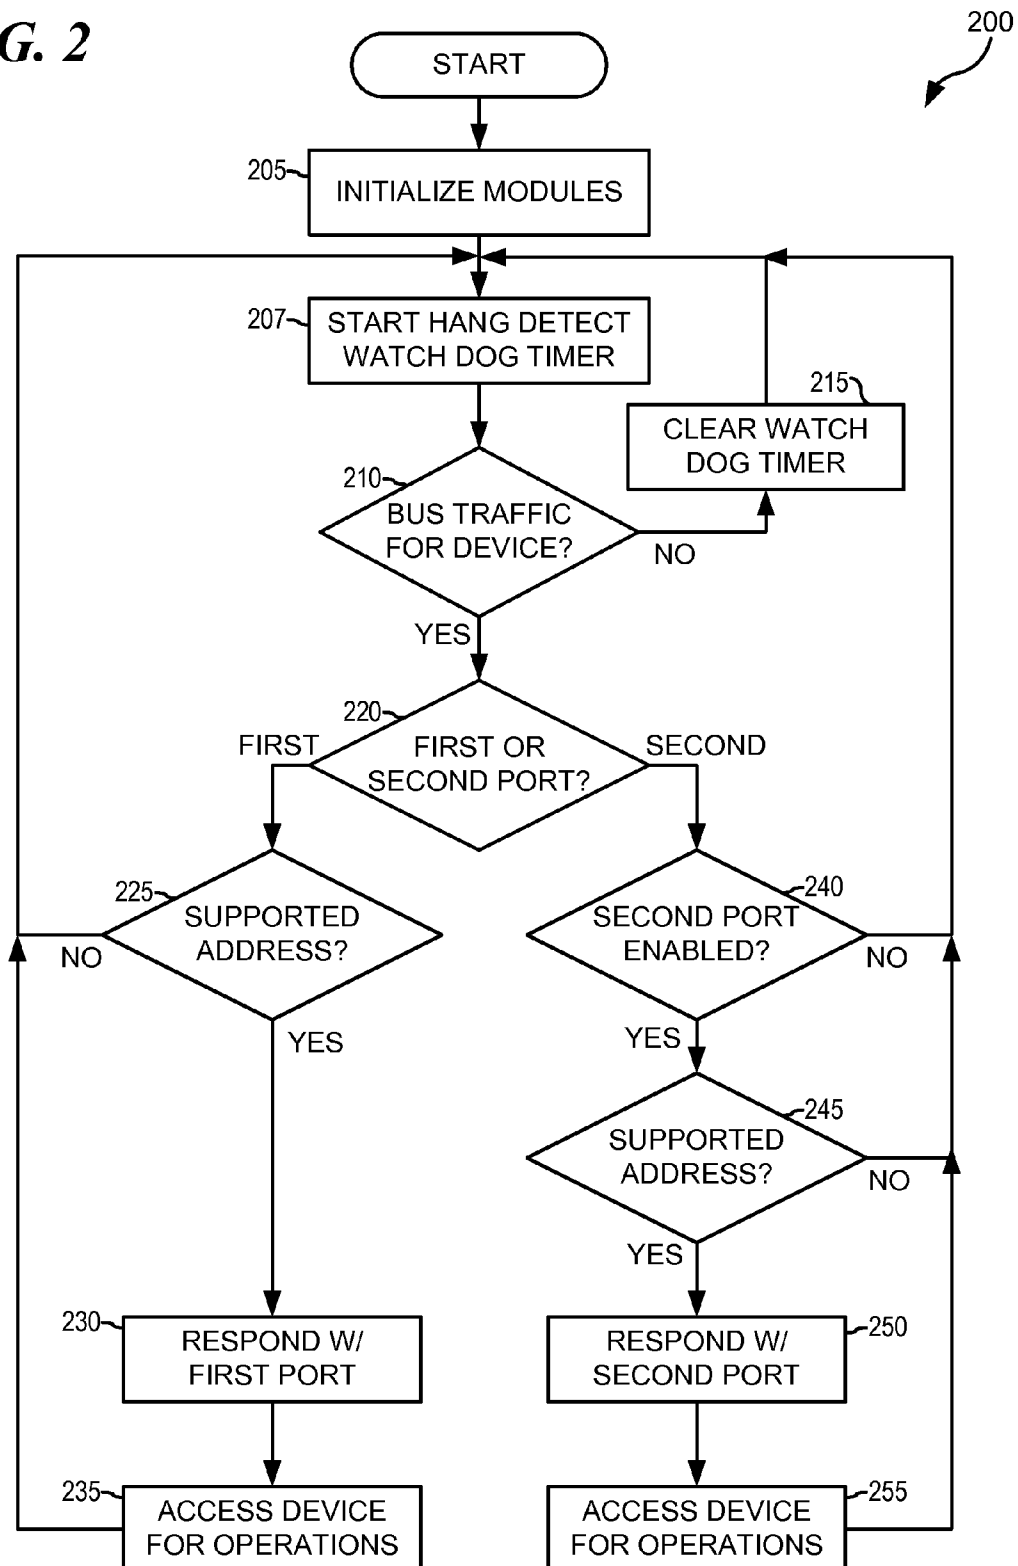 G. 2
200
START
205
INITIALIZE MODULES
207
START HANG DETECT
WATCH DOG TIMER
215
CLEAR WATCH
DOG TIMER
210
BUS TRAFFIC
FOR DEVICE?
NO
YES
220
FIRST
FIRST OR
SECOND PORT?
SECOND
225
SUPPORTED
ADDRESS?
NO
YES
240
SECOND PORT
ENABLED?
NO
YES
245
SUPPORTED
ADDRESS?
NO
YES
230
RESPOND W/
FIRST PORT
250
RESPOND W/
SECOND PORT
235
ACCESS DEVICE
FOR OPERATIONS
255
ACCESS DEVICE
FOR OPERATIONS